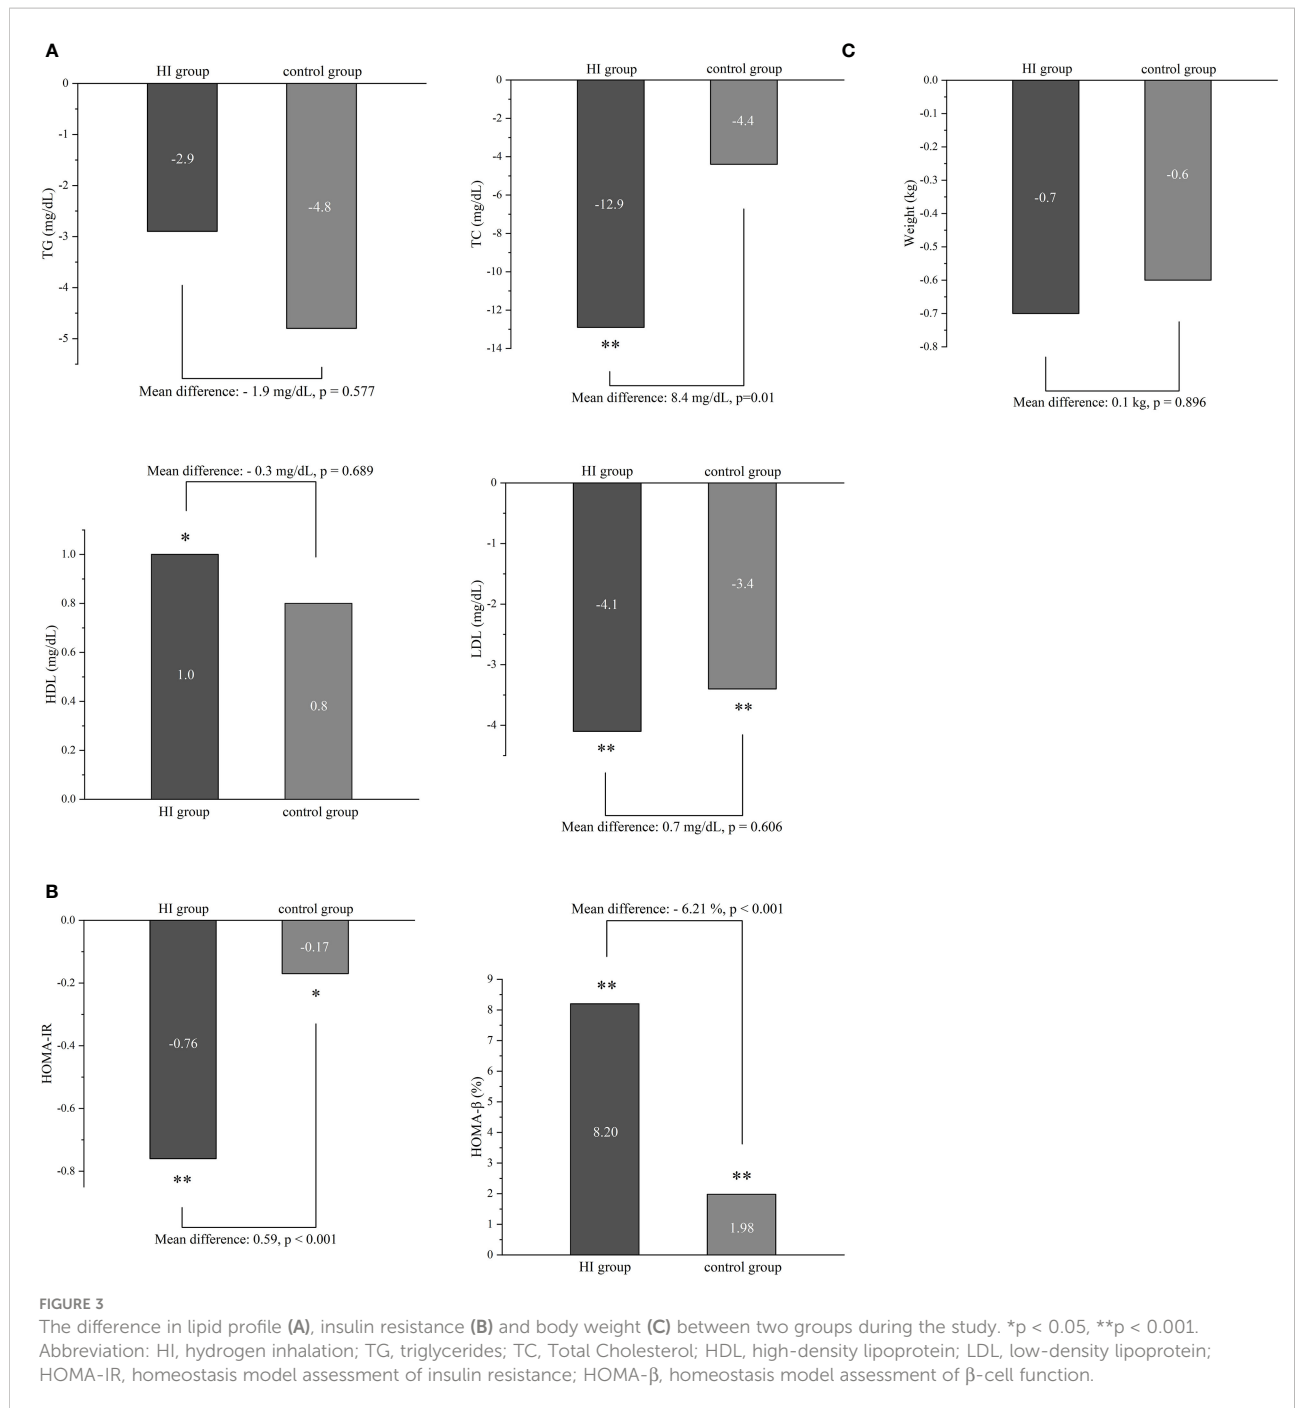 A
HI group control group
0
-1
-2
-3
-4
-5
TG (mg/dL)
-2.9
-4.8
Mean difference: - 1.9 mg/dL, p = 0.577
HI group control group
0
-2
-4
-6
-8
-10
-12
-14
TC (mg/dL)
-12.9
-4.4
**
Mean difference: 8.4 mg/dL, p=0.01
C
HI group control group
0.0
-0.1
-0.2
-0.3
-0.4
-0.5
-0.6
-0.7
-0.8
Weight (kg)
-0.7
-0.6
Mean difference: 0.1 kg, p = 0.896
Mean difference: - 0.3 mg/dL, p = 0.689
*
1.0
0.8
0.6
0.4
0.2
0.0
HDL (mg/dL)
1.0
0.8
HI group control group
HI group control group
0
-1
-2
-3
-4
LDL (mg/dL)
-4.1
-3.4
**
**
Mean difference: 0.7 mg/dL, p = 0.606
B
HI group control group
0.0
-0.2
-0.4
-0.6
-0.8
HOMA-IR
-0.76
-0.17
*
**
Mean difference: 0.59, p < 0.001
Mean difference: - 6.21 %, p < 0.001
**
9
8
7
6
5
4
3
2
1
0
HOMA-β (%)
8.20
**
1.98
HI group control group
FIGURE 3
The difference in lipid profile (A), insulin resistance (B) and body weight (C) between two groups during the study. *p < 0.05, **p < 0.001.
Abbreviation: HI, hydrogen inhalation; TG, triglycerides; TC, Total Cholesterol; HDL, high-density lipoprotein; LDL, low-density lipoprotein;
HOMA-IR, homeostasis model assessment of insulin resistance; HOMA-β, homeostasis model assessment of β-cell function.